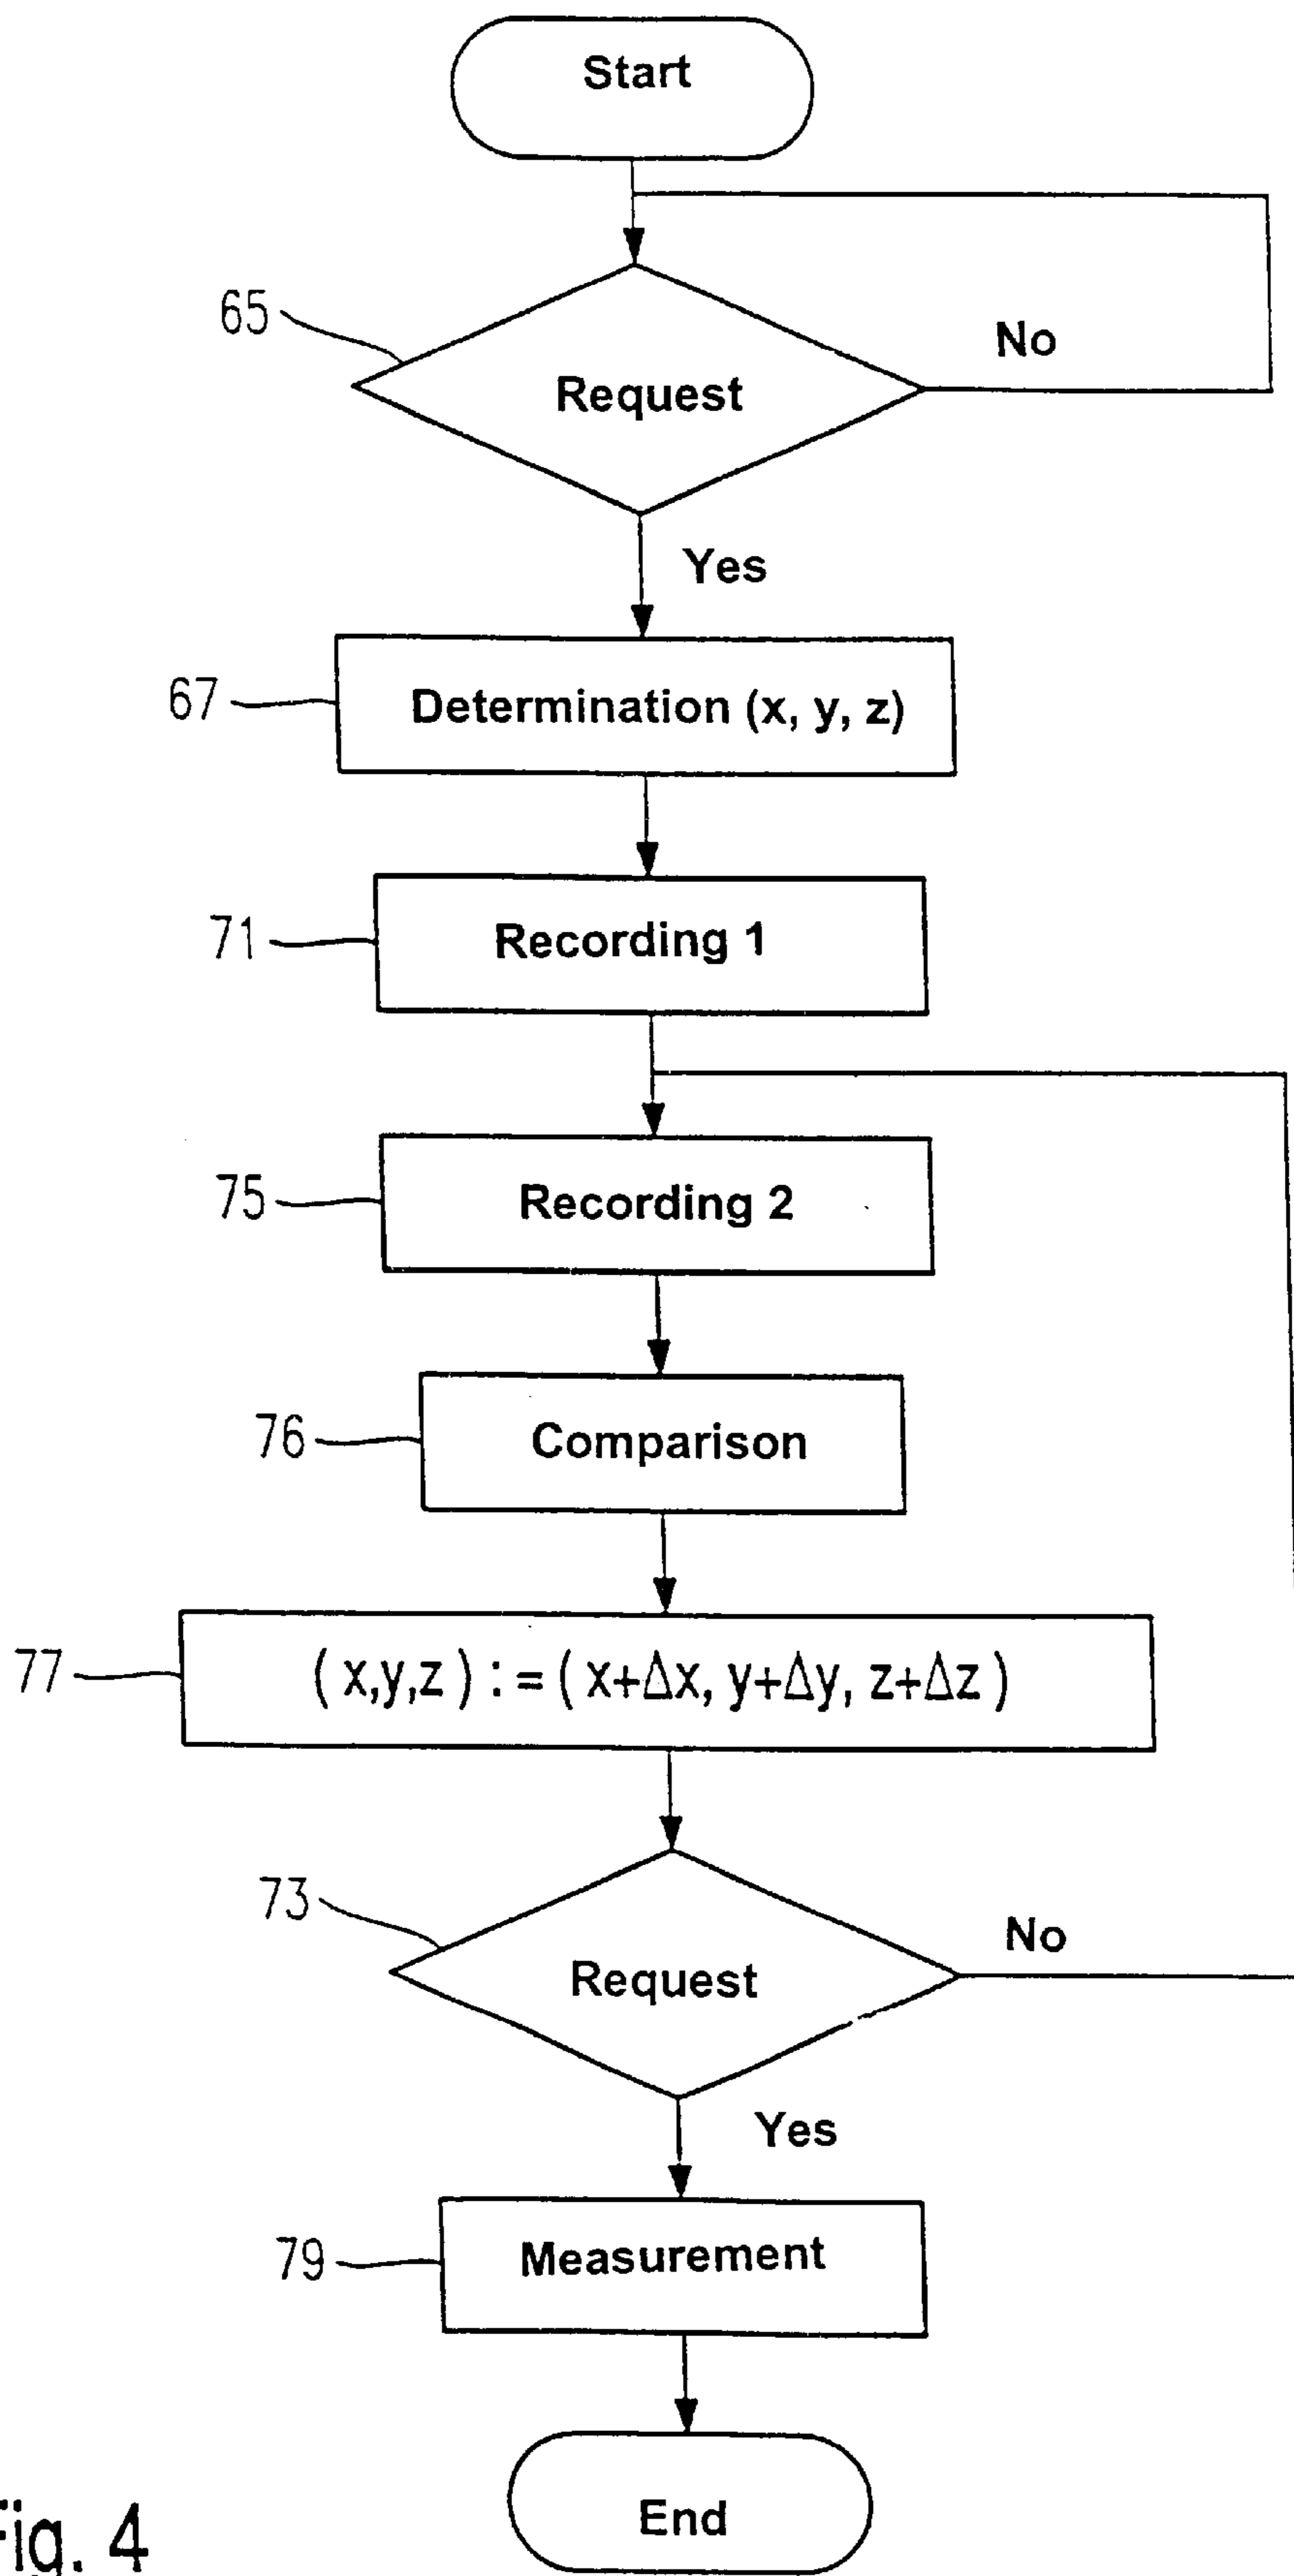 Start
65
Request
No
Yes
67
Determination (x, y, z)
71
Recording 1
75
Recording 2
76
Comparison
77
( x,y,z ) : = ( x+Δx, y+Δy, z+Δz )
73
Request
No
Yes
79
Measurement
End
Fig. 4